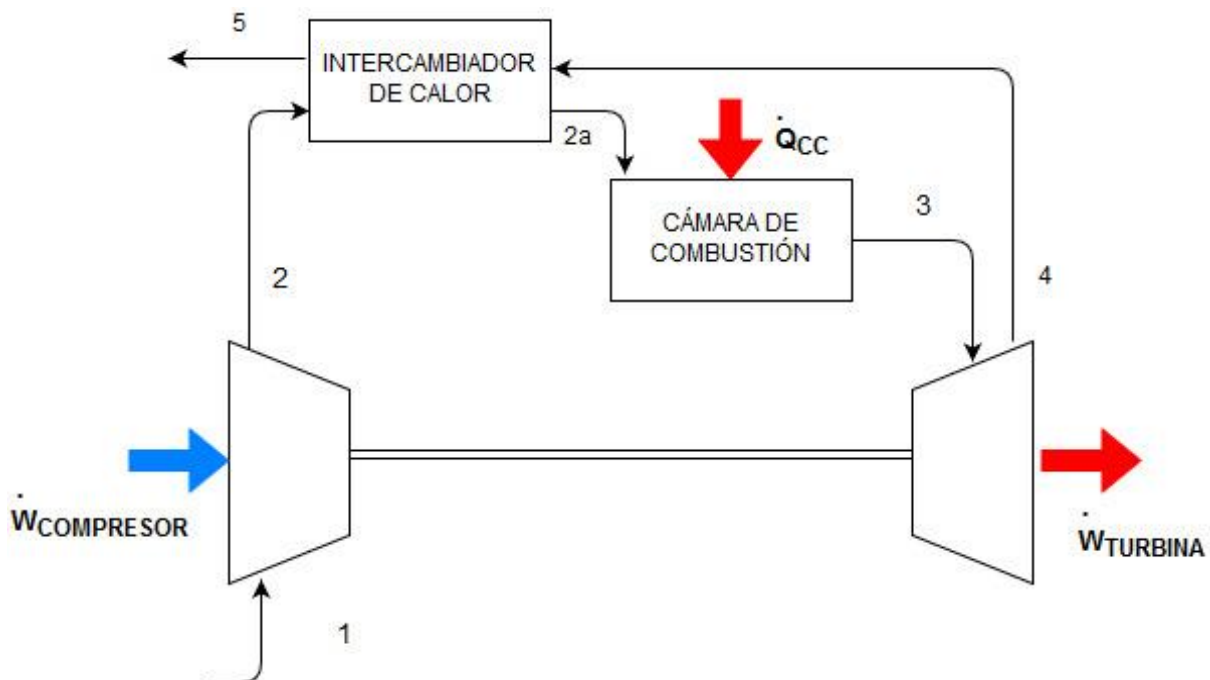 5
INTERCAMBIADOR
DE CALOR
2a
Q̇CC
CÁMARA DE
COMBUSTIÓN
3
2
4
ẆCOMPRESOR
ẆTURBINA
1